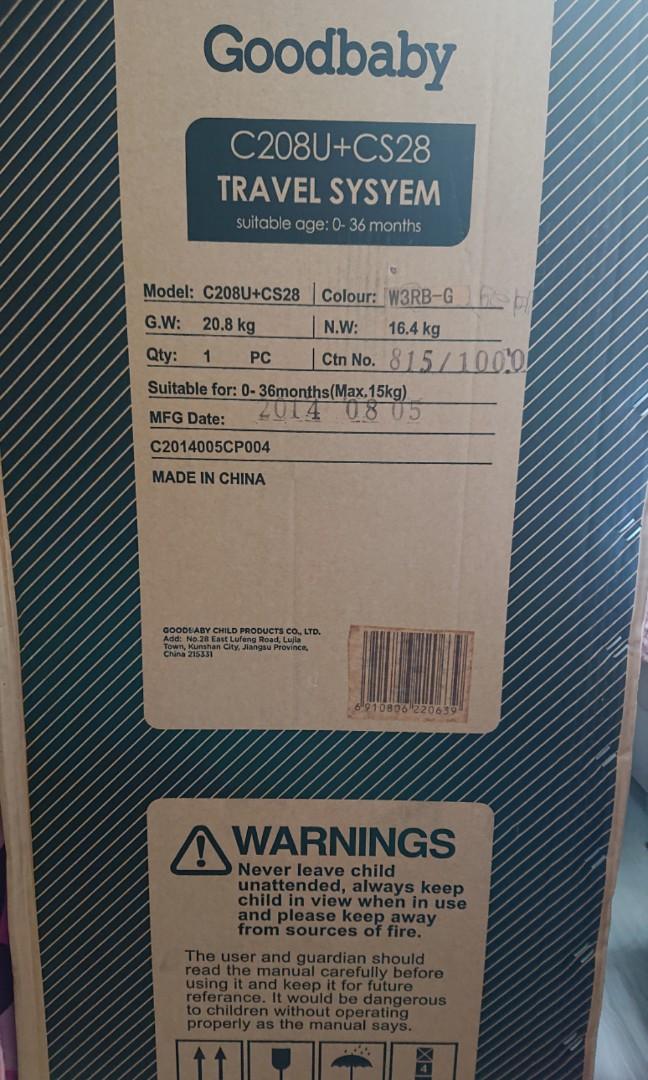 Goodbaby
C208U+CS28
TRAVEL SYSYEM
suitable age: 0- 36 months
Model: C208U+CS28 Colour: W3RB-G
G.W: 20.8 kg N.W: 16.4 kg
Qty: 1 PC Ctn No. 815/1000
Suitable for: 0- 36months(Max.15kg)
MFG Date: 2014 08 05
C2014005CP004
MADE IN CHINA
GOODBABY CHILD PRODUCTS CO., LTD.
Add: No.28 East Lufeng Road, Lujia
Town, Kunshan City, Jiangsu Province,
China 215331
6 910806 220639
WARNINGS
Never leave child
unattended, always keep
child in view when in use
and please keep away
from sources of fire.
The user and guardian should
read the manual carefully before
using it and keep it for future
referance. It would be dangerous
to children without operating
properly as the manual says.
4